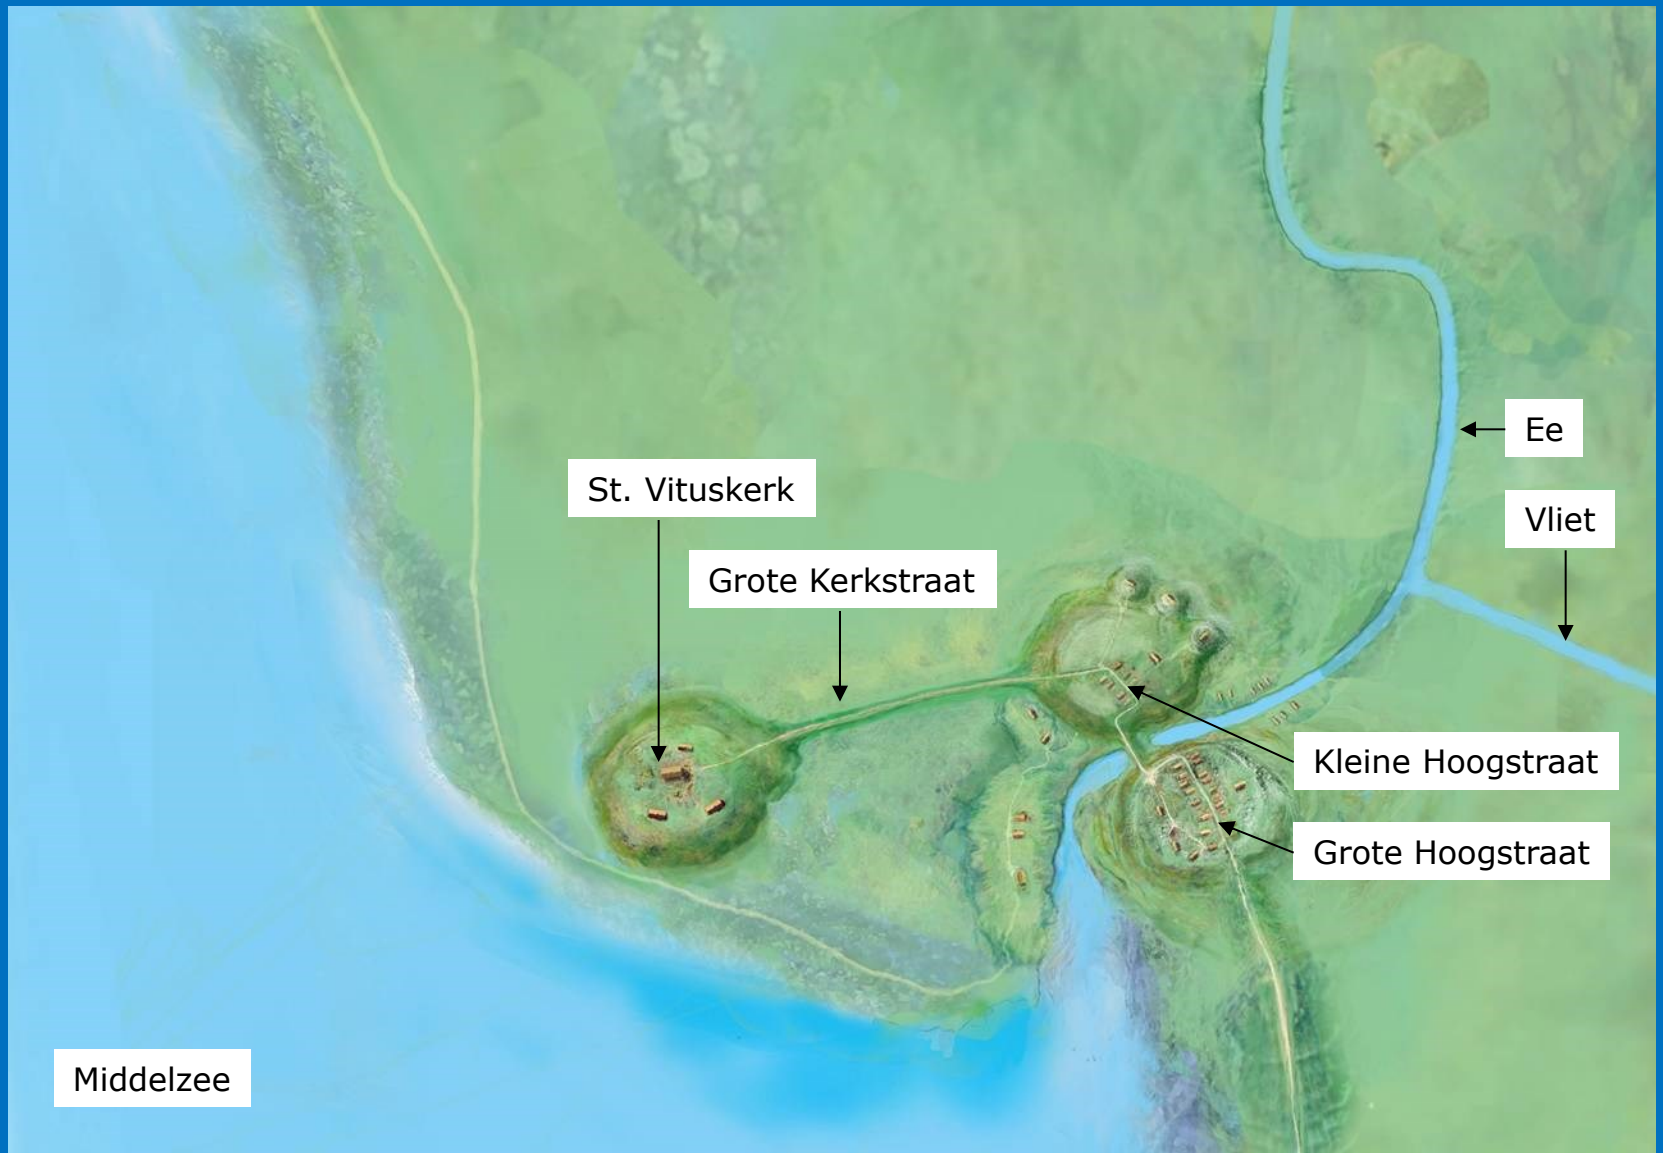 Ee
St. Vituskerk
Vliet
Grote Kerkstraat
Kleine Hoogstraat
Grote Hoogstraat
Middelzee